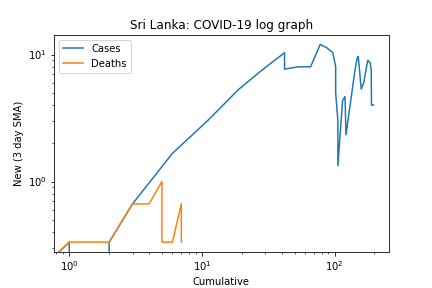 Sri Lanka: COVID-19 log graph
Cases
Deaths
New (3 day SMA)
10¹
10⁰
10⁰
10¹
10²
Cumulative